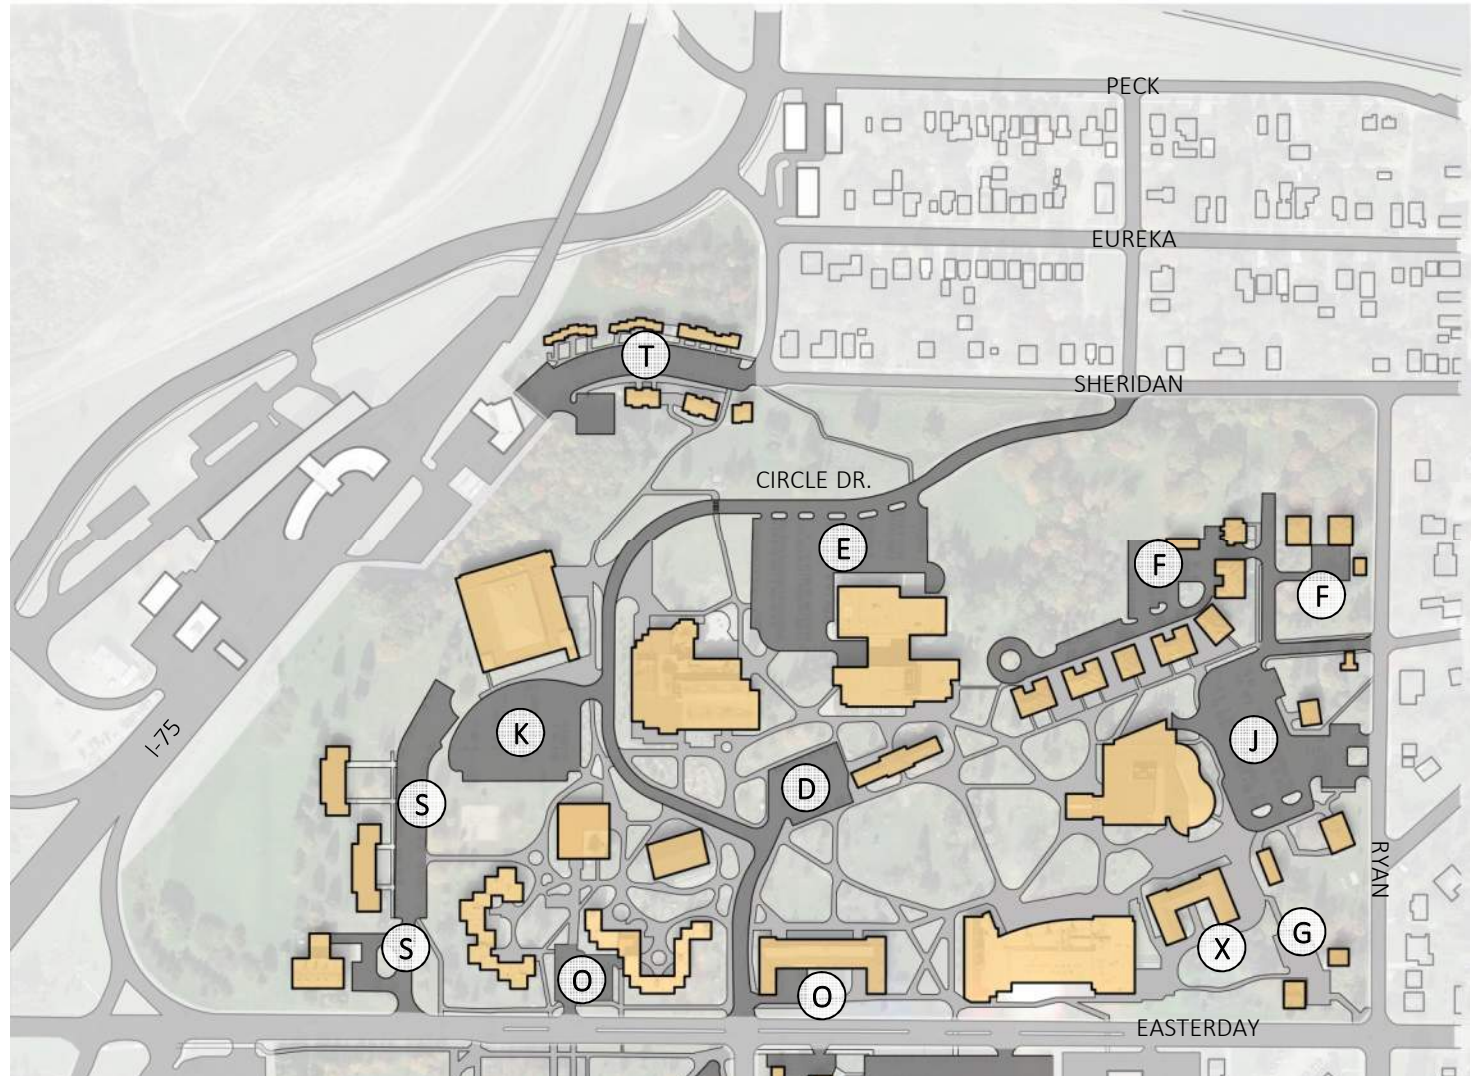 PECK
EUREKA
T
SHERIDAN
CIRCLE DR.
E
F
F
I-75
K
J
D
S
RYAN
S
X
G
O
O
EASTERDAY